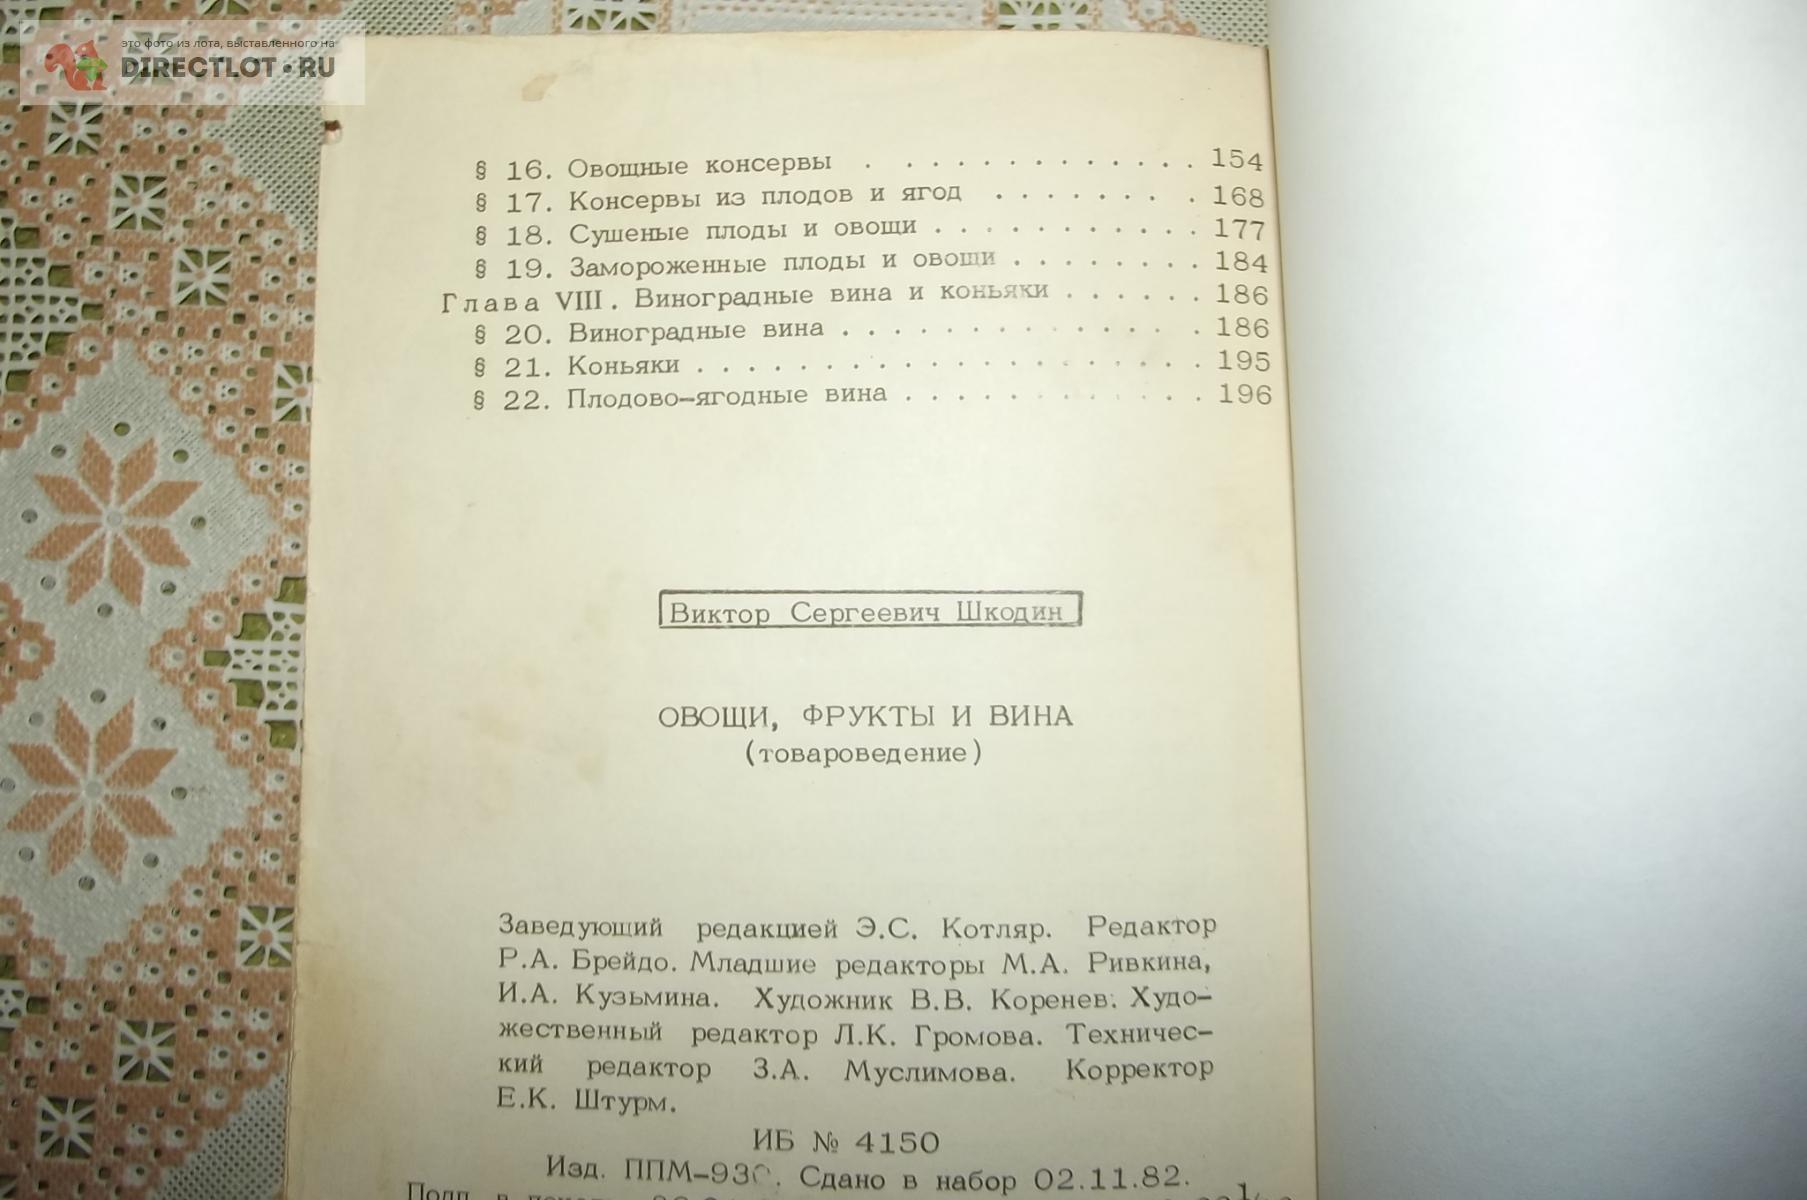 это фото из лота, выставленного на
DIRECTLOT.RU
§ 16. Овощные консервы . . . . . . . . . . . . . 154
§ 17. Консервы из плодов и ягод . . . . . . . . 168
§ 18. Сушеные плоды и овощи . . . . . . . . . . . 177
§ 19. Замороженные плоды и овощи . . . . . . . . 184
Глава VIII. Виноградные вина и коньяки . . . . . . 186
§ 20. Виноградные вина . . . . . . . . . . . . . . 186
§ 21. Коньяки . . . . . . . . . . . . . . . . . . . . 195
§ 22. Плодово-ягодные вина . . . . . . . . . . . . 196
Виктор Сергеевич Шкодин
ОВОЩИ, ФРУКТЫ И ВИНА
(товароведение)
Заведующий редакцией Э.С. Котляр. Редактор
Р.А. Брейдо. Младшие редакторы М.А. Ривкина,
И.А. Кузьмина. Художник В.В. Коренев. Худо-
жественный редактор Л.К. Громова. Техничес-
кий редактор З.А. Муслимова. Корректор
Е.К. Штурм.
ИБ № 4150
Изд. Сдано в набор 02.11.82.